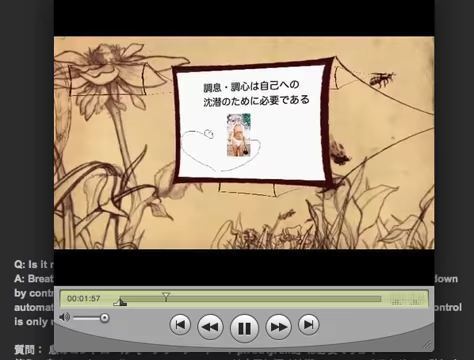 調息・調心は自己への
沈潜のために必要である
Q: Is it
A: Breat
down
by contr
automat
ontrol
is only
00:01:57
質問：